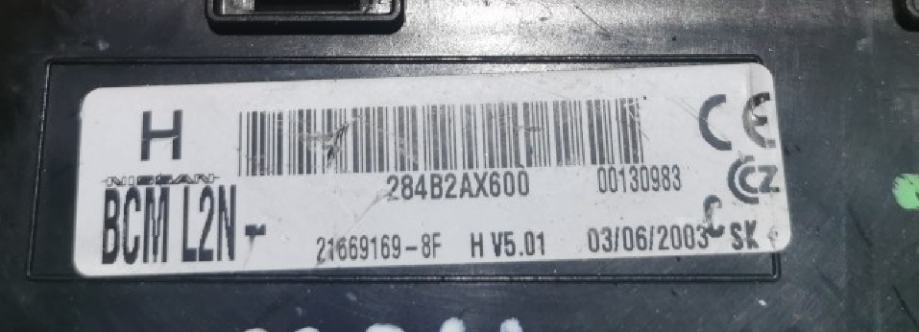 H
NISSAN
284B2AX600 00130983
BCM L2N-
21669169-8F H V5.01 03/06/2003
CE
CZ
C SK